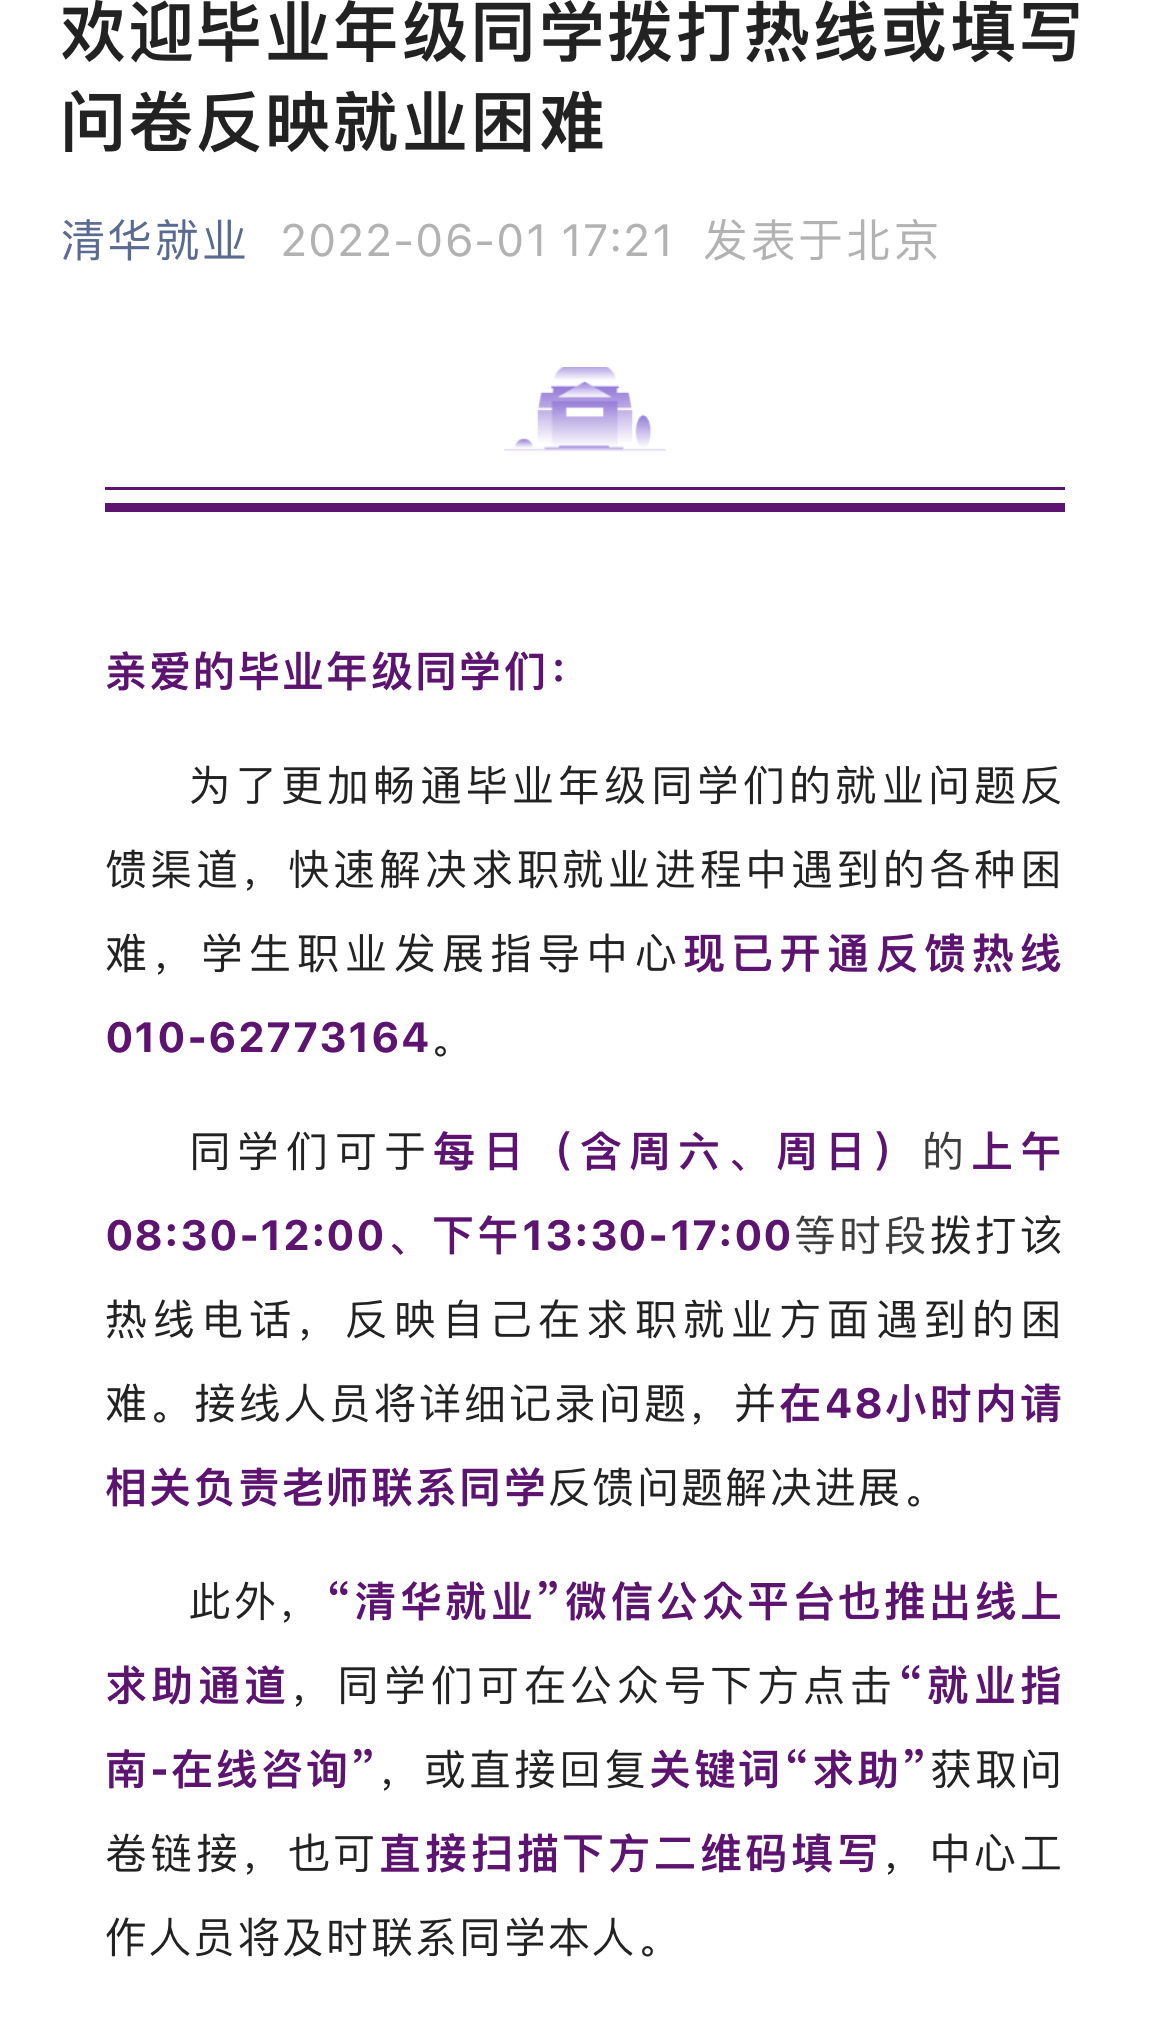 欢迎毕业年级同学拨打热线或填写
问卷反映就业困难
清华就业 2022-06-01 17:21 发表于北京
亲爱的毕业年级同学们：
为了更加畅通毕业年级同学们的就业问题反
馈渠道，快速解决求职就业进程中遇到的各种困
难，学生职业发展指导中心现已开通反馈热线
010-62773164。
同学们可于每日（含周六、周日）的上午
08:30-12:00、下午13:30-17:00等时段拨打该
热线电话，反映自己在求职就业方面遇到的困
难。接线人员将详细记录问题，并在48小时内请
相关负责老师联系同学反馈问题解决进展。
此外，“清华就业”微信公众平台也推出线上
求助通道，同学们可在公众号下方点击“就业指
南-在线咨询”，或直接回复关键词“求助”获取问
卷链接，也可直接扫描下方二维码填写，中心工
作人员将及时联系同学本人。